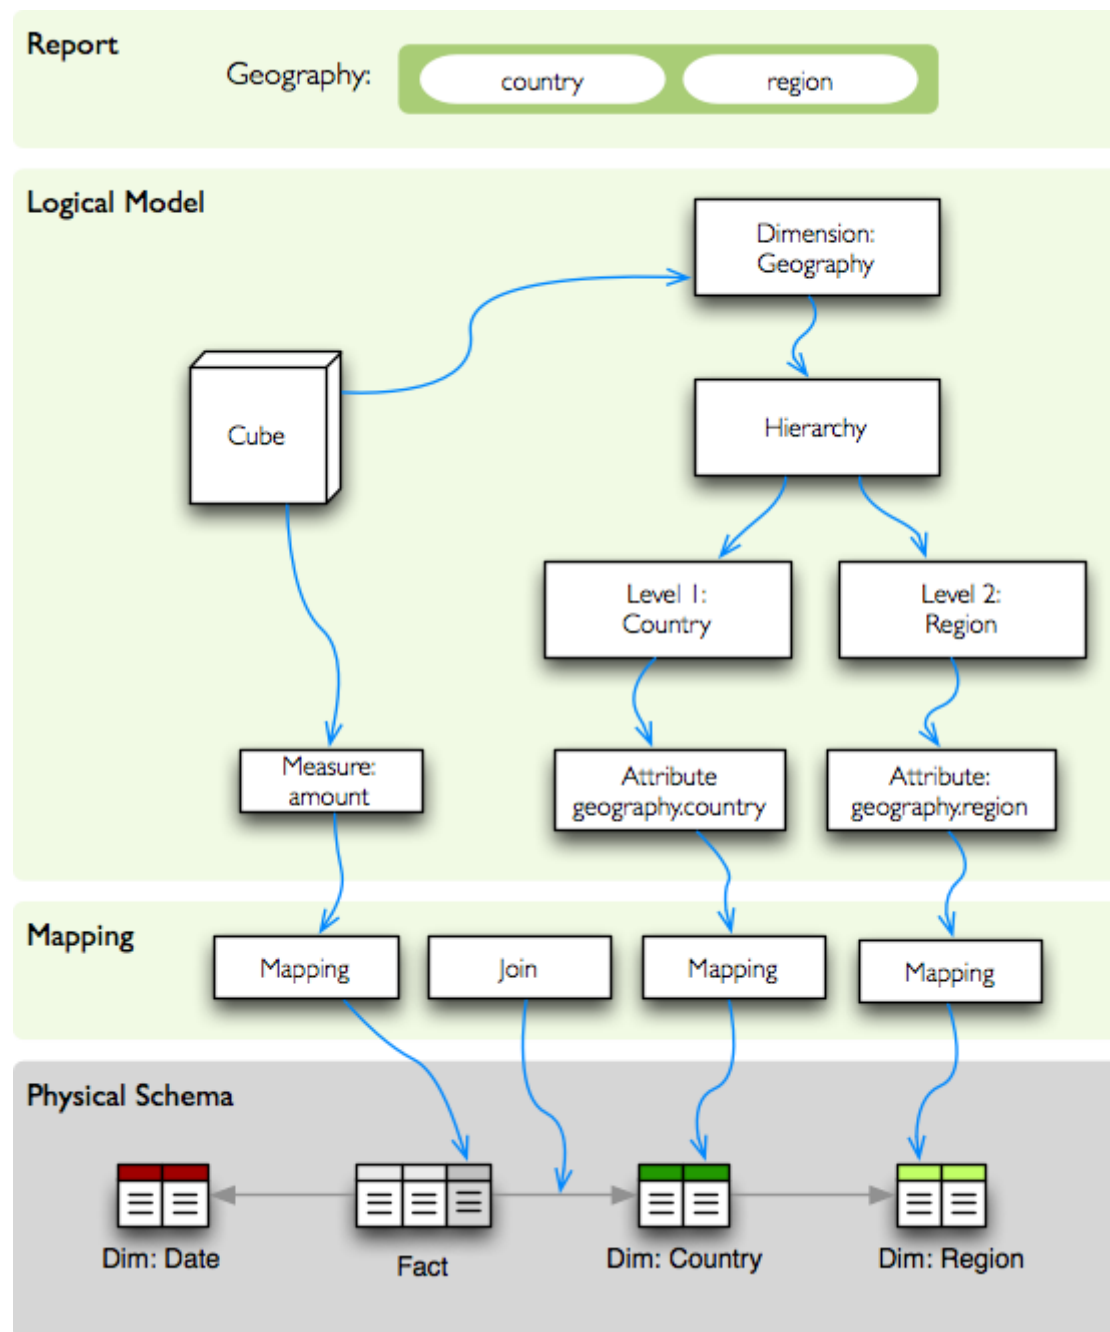 Report
Geography:
country
region
Logical Model
Dimension:
Geography
Cube
Hierarchy
Level 1:
Country
Level 2:
Region
Measure:
amount
Attribute
geography.country
Attribute:
geography.region
Mapping
Mapping
Join
Mapping
Mapping
Physical Schema
Dim: Date
Fact
Dim: Country
Dim: Region